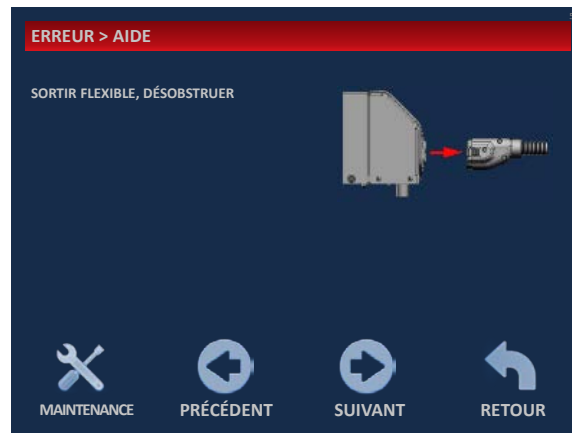 ERREUR > AIDE
SORTIR FLEXIBLE, DÉSOBSTRUER
MAINTENANCE PRÉCÉDENT SUIVANT RETOUR